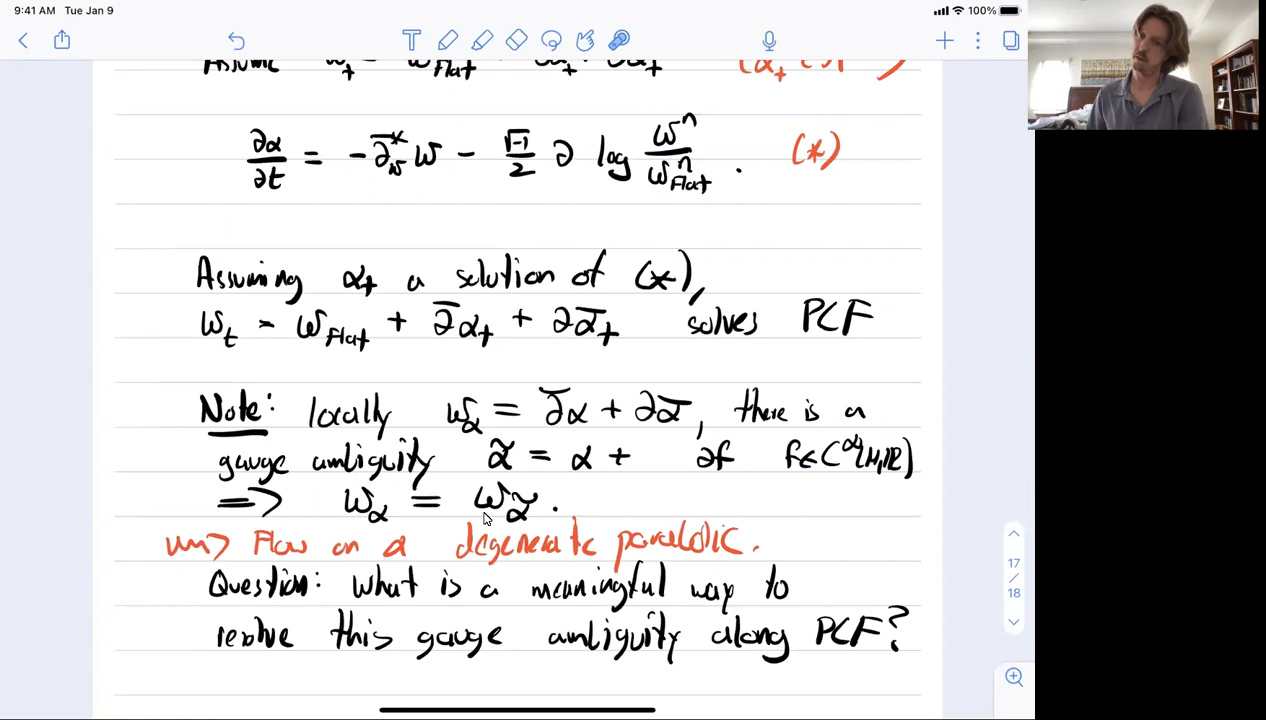 9:41 AM Tue Jan 9
100%
Assume
∂α/∂t = -∂̄*_ω ω - √-1/2 ∂ log ω^n/ω^n_Flat . (*)
Assuming α_t a solution of (*),
ω_t = ω_Flat + ∂̄α_t + ∂ᾱ_t solves PCF
Note: locally ω_α = ∂̄α + ∂ᾱ, there is a
gauge ambiguity α̃ = α + ∂f f∈C^∞(M,ℝ)
⟹ ω_α = ω_α̃ .
⟿ Flow on α degenerate parabolic.
Question: What is a meaningful way to
resolve this gauge ambiguity along PCF?
17
/
18